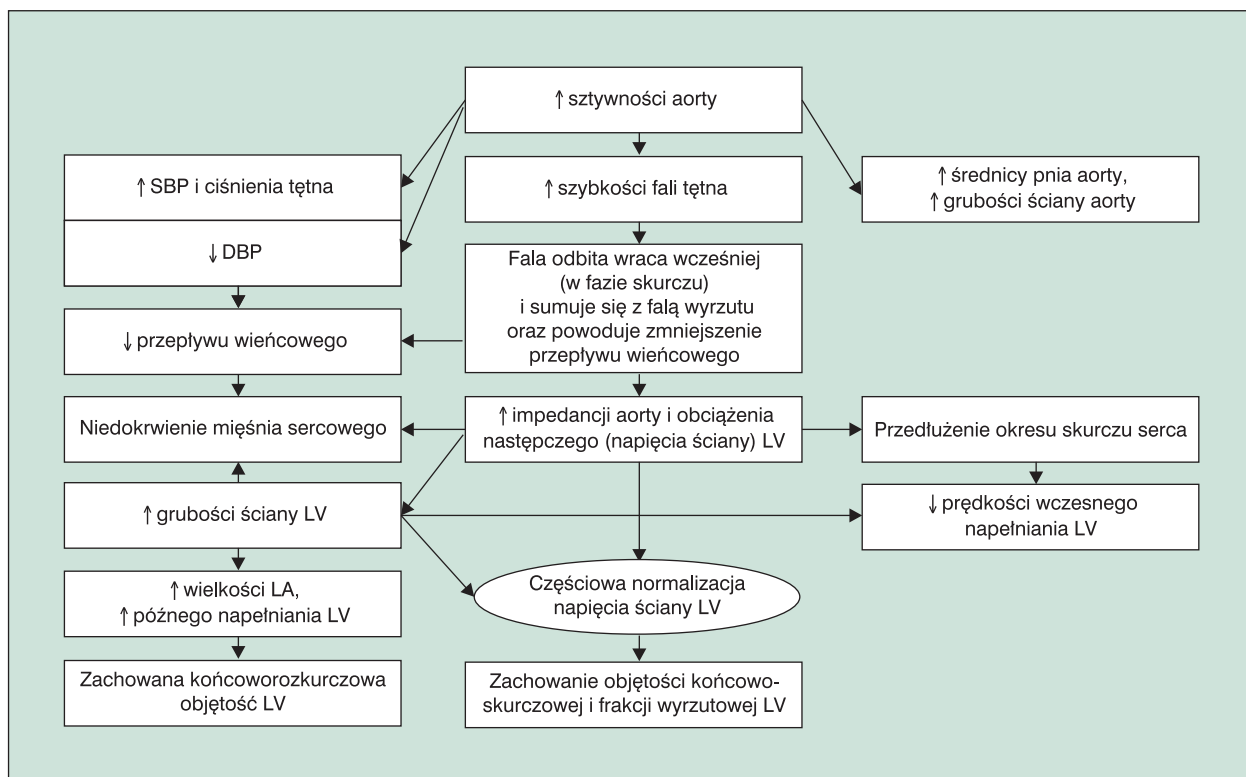 ↑ sztywności aorty
↑ SBP i ciśnienia tętna
↓ DBP
↑ szybkości fali tętna
↑ średnicy pnia aorty,
↑ grubości ściany aorty
Fala odbita wraca wcześniej
(w fazie skurczu)
i sumuje się z falą wyrzutu
oraz powoduje zmniejszenie
przepływu wieńcowego
↓ przepływu wieńcowego
Niedokrwienie mięśnia sercowego
↑ impedancji aorty i obciążenia
następczego (napięcia ściany) LV
Przedłużenie okresu skurczu serca
↑ grubości ściany LV
↓ prędkości wczesnego
napełniania LV
↑ wielkości LA,
↑ późnego napełniania LV
Częściowa normalizacja
napięcia ściany LV
Zachowana końcoworozkurczowa
objętość LV
Zachowanie objętości końcowo-
skurczowej i frakcji wyrzutowej LV